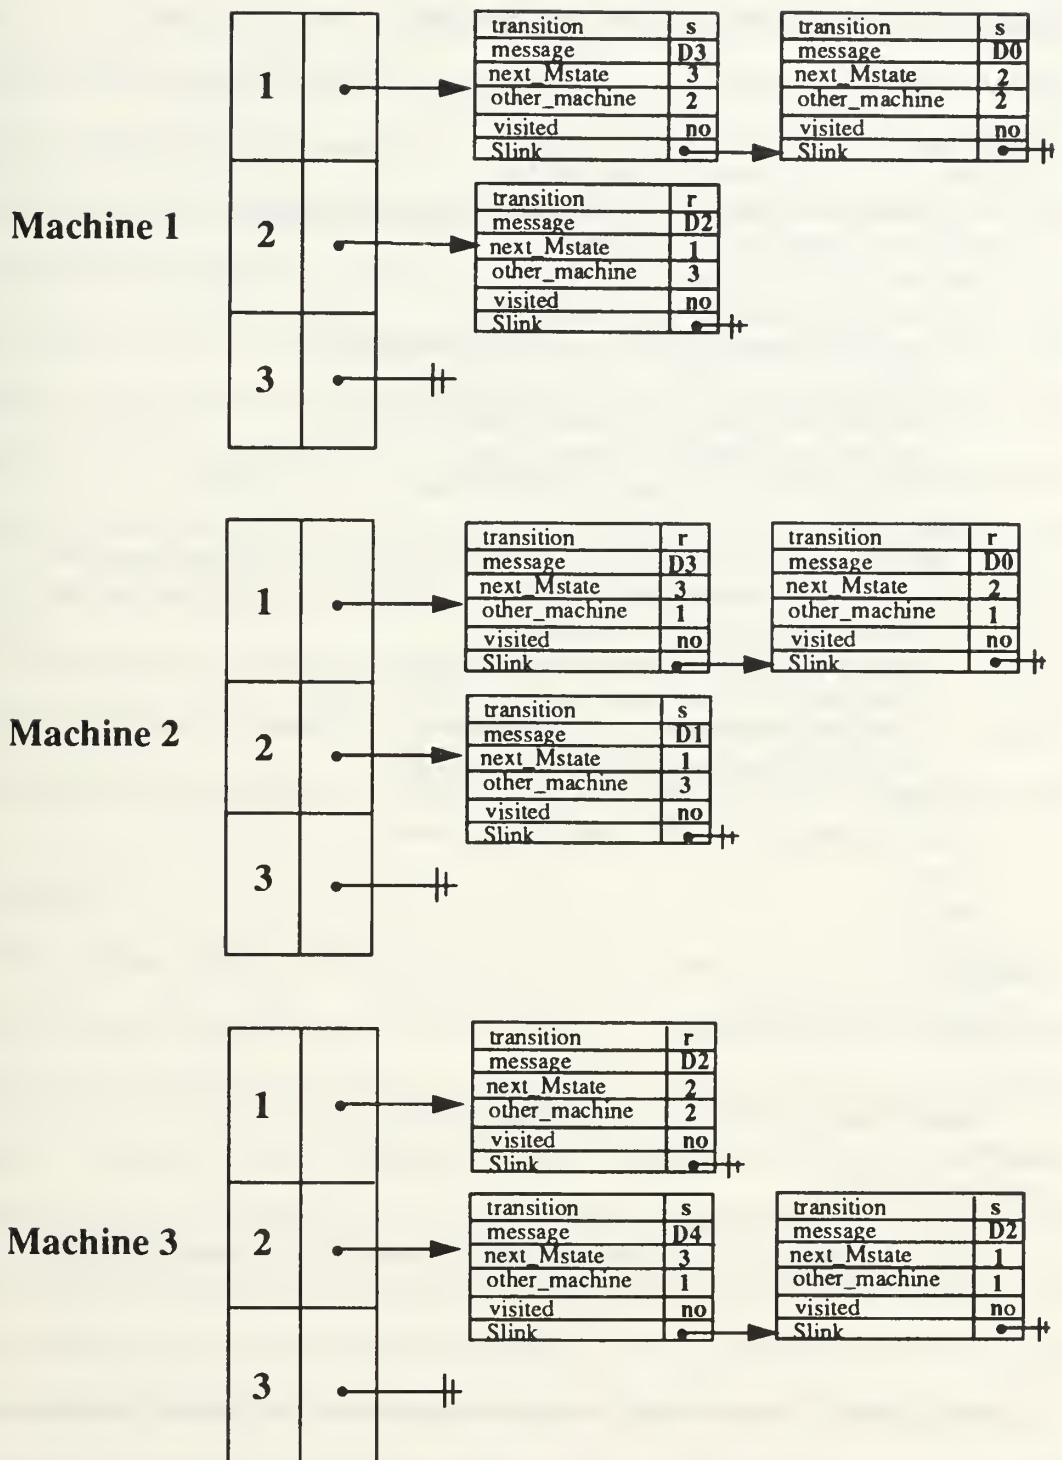 Machine 1
1
transition s
message D3
next_Mstate 3
other_machine 2
visited no
Slink
transition s
message D0
next_Mstate 2
other_machine 2
visited no
Slink
2
transition r
message D2
next_Mstate 1
other_machine 3
visited no
Slink
3
Machine 2
1
transition r
message D3
next_Mstate 3
other_machine 1
visited no
Slink
transition r
message D0
next_Mstate 2
other_machine 1
visited no
Slink
2
transition s
message D1
next_Mstate 1
other_machine 3
visited no
Slink
3
Machine 3
1
transition r
message D2
next_Mstate 2
other_machine 2
visited no
Slink
2
transition s
message D4
next_Mstate 3
other_machine 1
visited no
Slink
transition s
message D2
next_Mstate 1
other_machine 1
visited no
Slink
3